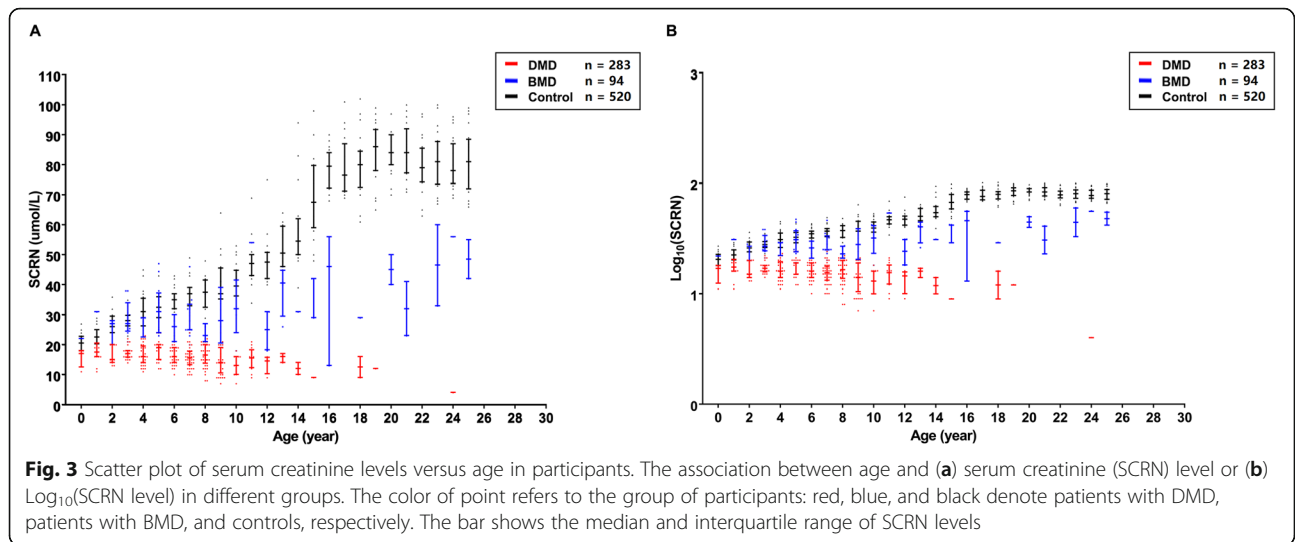 A
DMD n = 283
BMD n = 94
Control n = 520
SCRN (umol/L)
110
100
90
80
70
60
50
40
30
20
10
0
0 2 4 6 8 10 12 14 16 18 20 22 24 26 28 30
Age (year)
B
DMD n = 283
BMD n = 94
Control n = 520
Log10(SCRN)
3
2
1
0
0 2 4 6 8 10 12 14 16 18 20 22 24 26 28 30
Age (year)
Fig. 3 Scatter plot of serum creatinine levels versus age in participants. The association between age and (a) serum creatinine (SCRN) level or (b)
Log10(SCRN level) in different groups. The color of point refers to the group of participants: red, blue, and black denote patients with DMD,
patients with BMD, and controls, respectively. The bar shows the median and interquartile range of SCRN levels